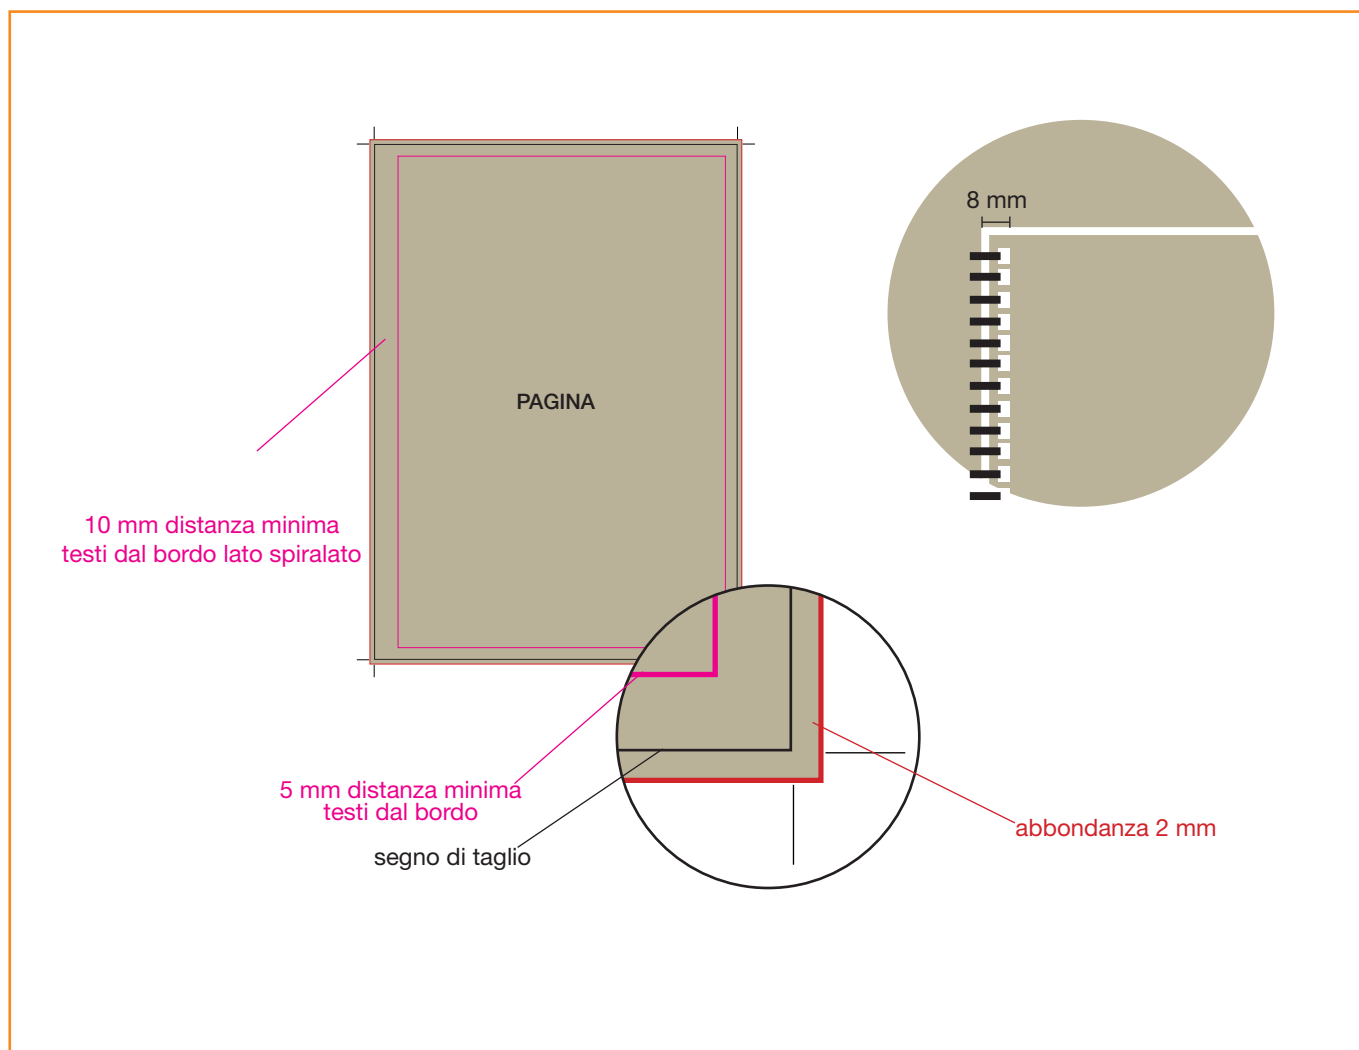 8 mm
PAGINA
10 mm distanza minima
testi dal bordo lato spiralato
5 mm distanza minima
testi dal bordo
segno di taglio
abbondanza 2 mm